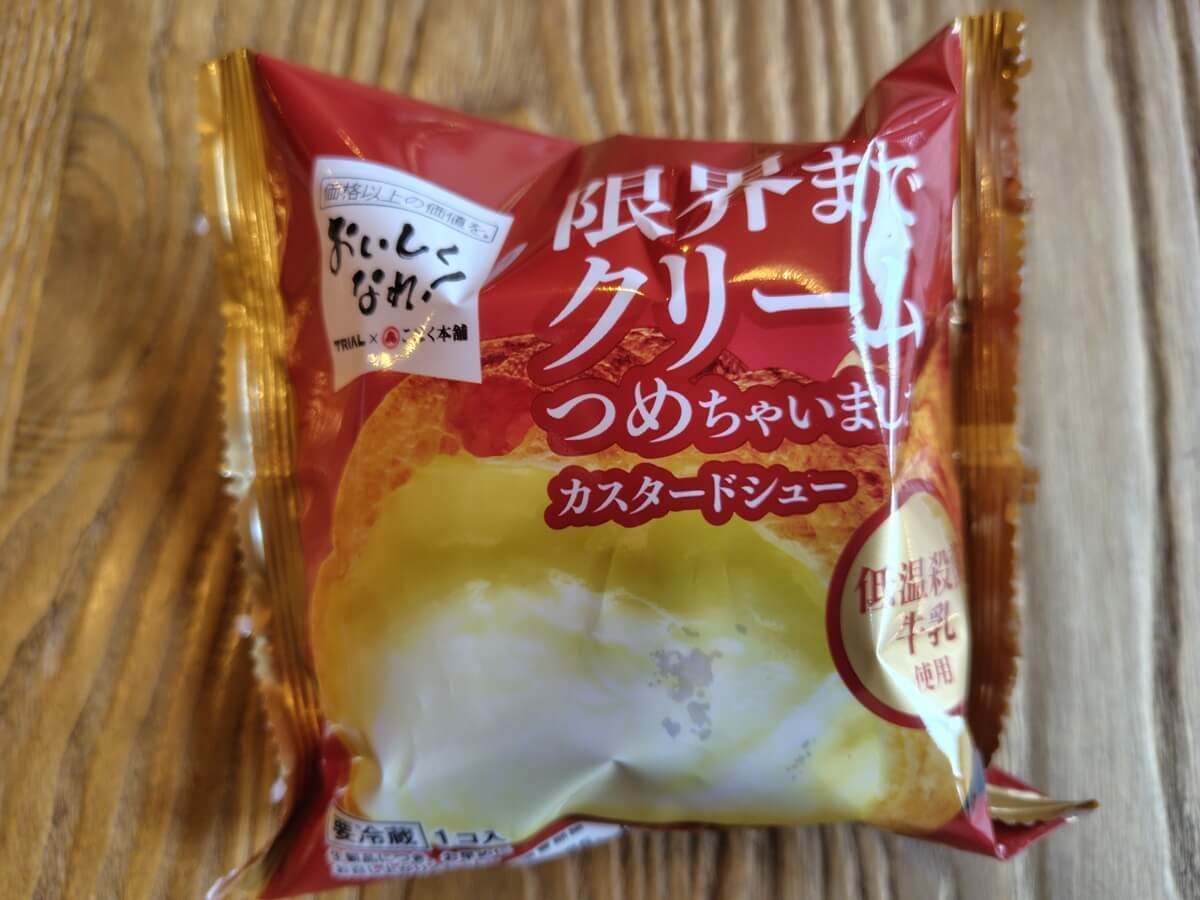 価格以上の価値を。
おいしく
なれ!
TRIAL × こく本舗
限界まで
クリーム
つめちゃいまし
カスタードシュー
低温殺
牛乳
使用
要冷蔵 1コ入